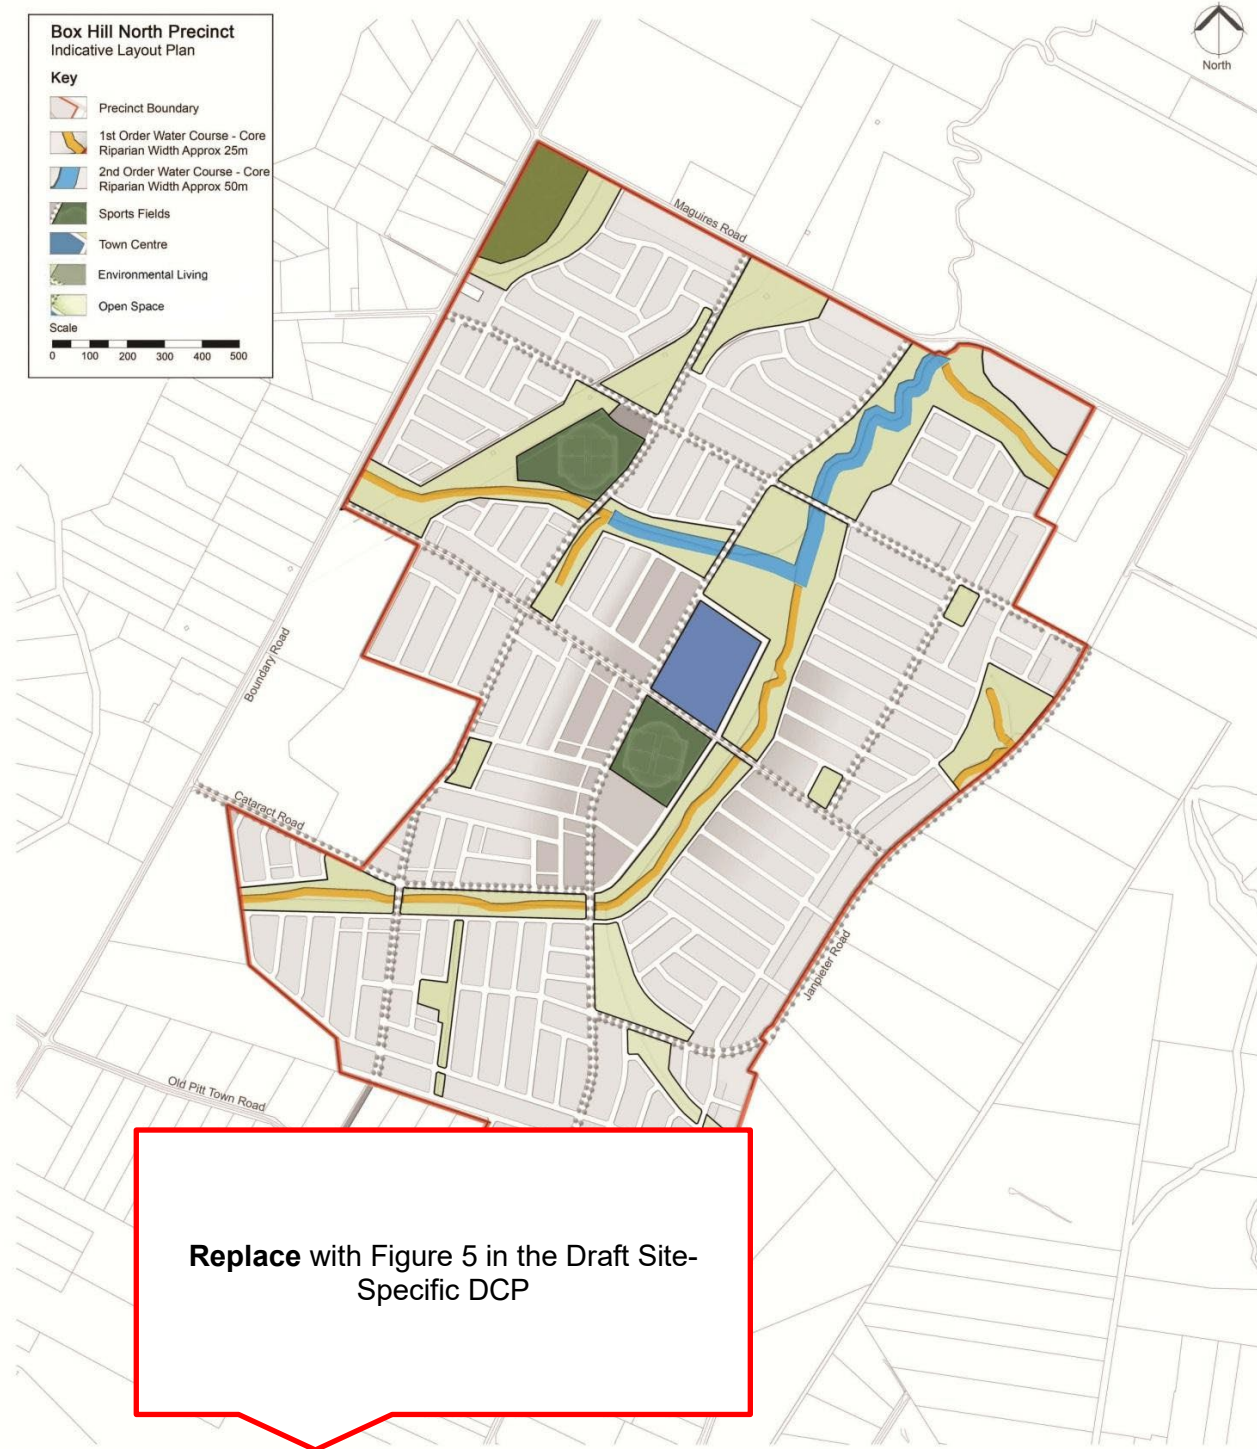 Box Hill North Precinct
Indicative Layout Plan
Key
Precinct Boundary
1st Order Water Course - Core
Riparian Width Approx 25m
2nd Order Water Course - Core
Riparian Width Approx 50m
Sports Fields
Town Centre
Environmental Living
Open Space
Scale
0 100 200 300 400 500
North
Maguires Road
Boundary Road
Cataract Road
Janpieter Road
Old Pitt Town Road
Replace with Figure 5 in the Draft Site-
Specific DCP